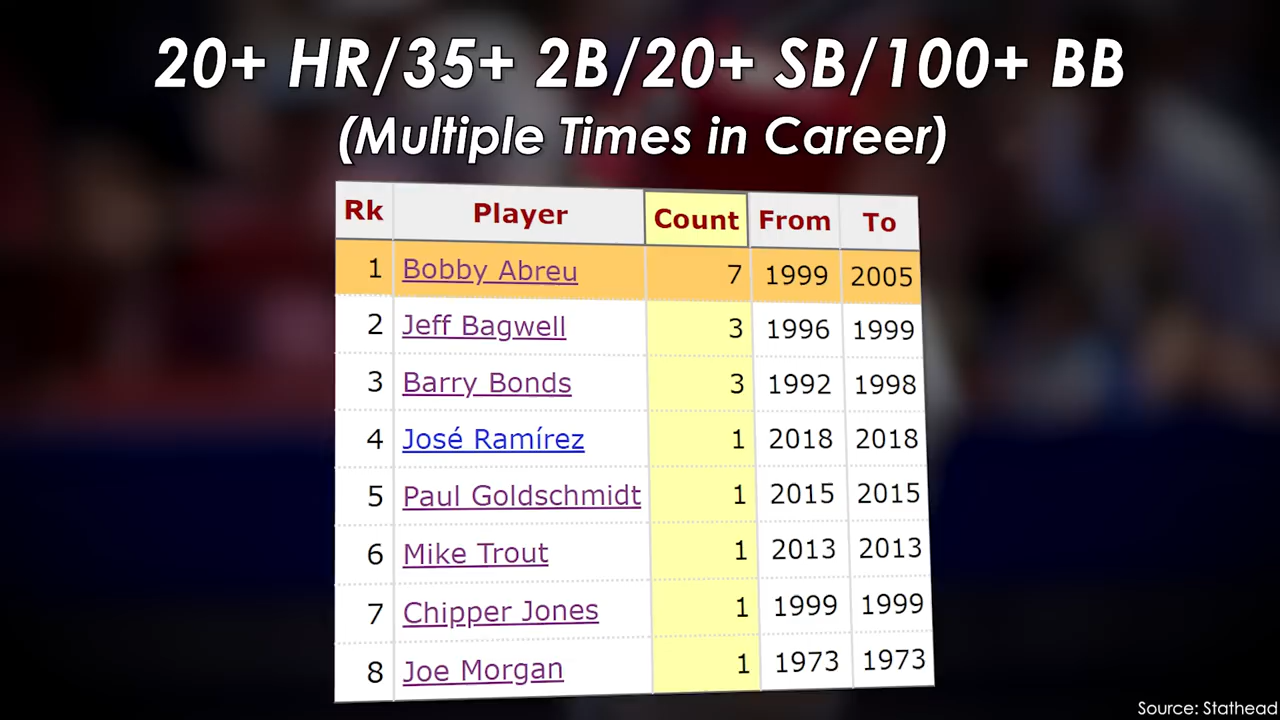 20+ HR/35+ 2B/20+ SB/100+ BB
(Multiple Times in Career)
Rk Player Count From To
1 Bobby Abreu 7 1999 2005
2 Jeff Bagwell 3 1996 1999
3 Barry Bonds 3 1992 1998
4 José Ramírez 1 2018 2018
5 Paul Goldschmidt 1 2015 2015
6 Mike Trout 1 2013 2013
7 Chipper Jones 1 1999 1999
8 Joe Morgan 1 1973 1973
Source: Stathead